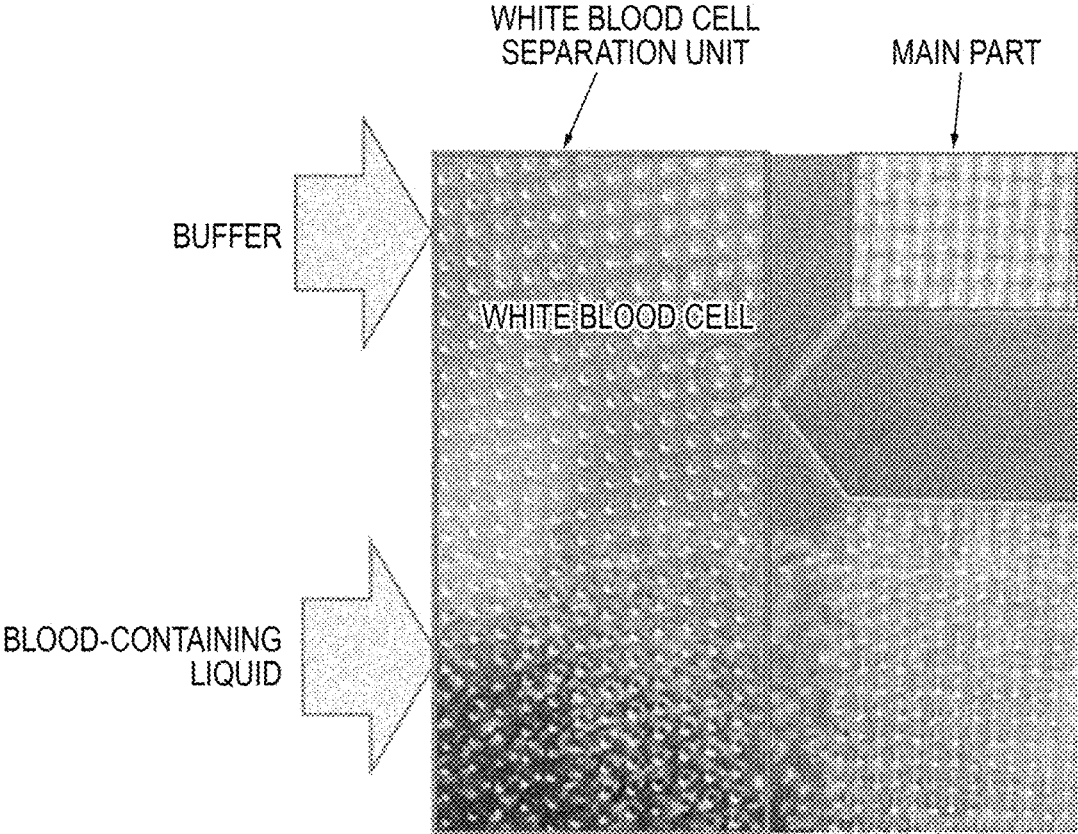 WHITE BLOOD CELL
SEPARATION UNIT
MAIN PART
BUFFER
WHITE BLOOD CELL
BLOOD-CONTAINING
LIQUID